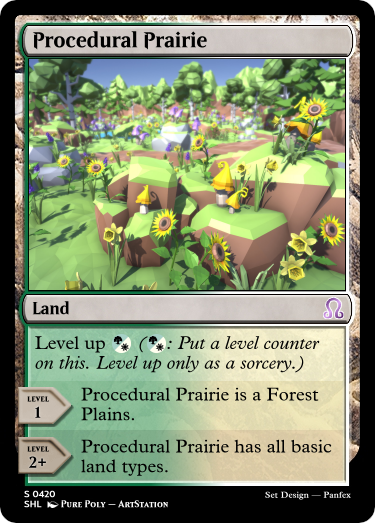 Procedural Prairie
Land
Level up (: Put a level counter
on this. Level up only as a sorcery.)
LEVEL
1
Procedural Prairie is a Forest
Plains.
LEVEL
2+
Procedural Prairie has all basic
land types.
S 0420
SHL Pure Poly — ArtStation
Set Design — Panfex